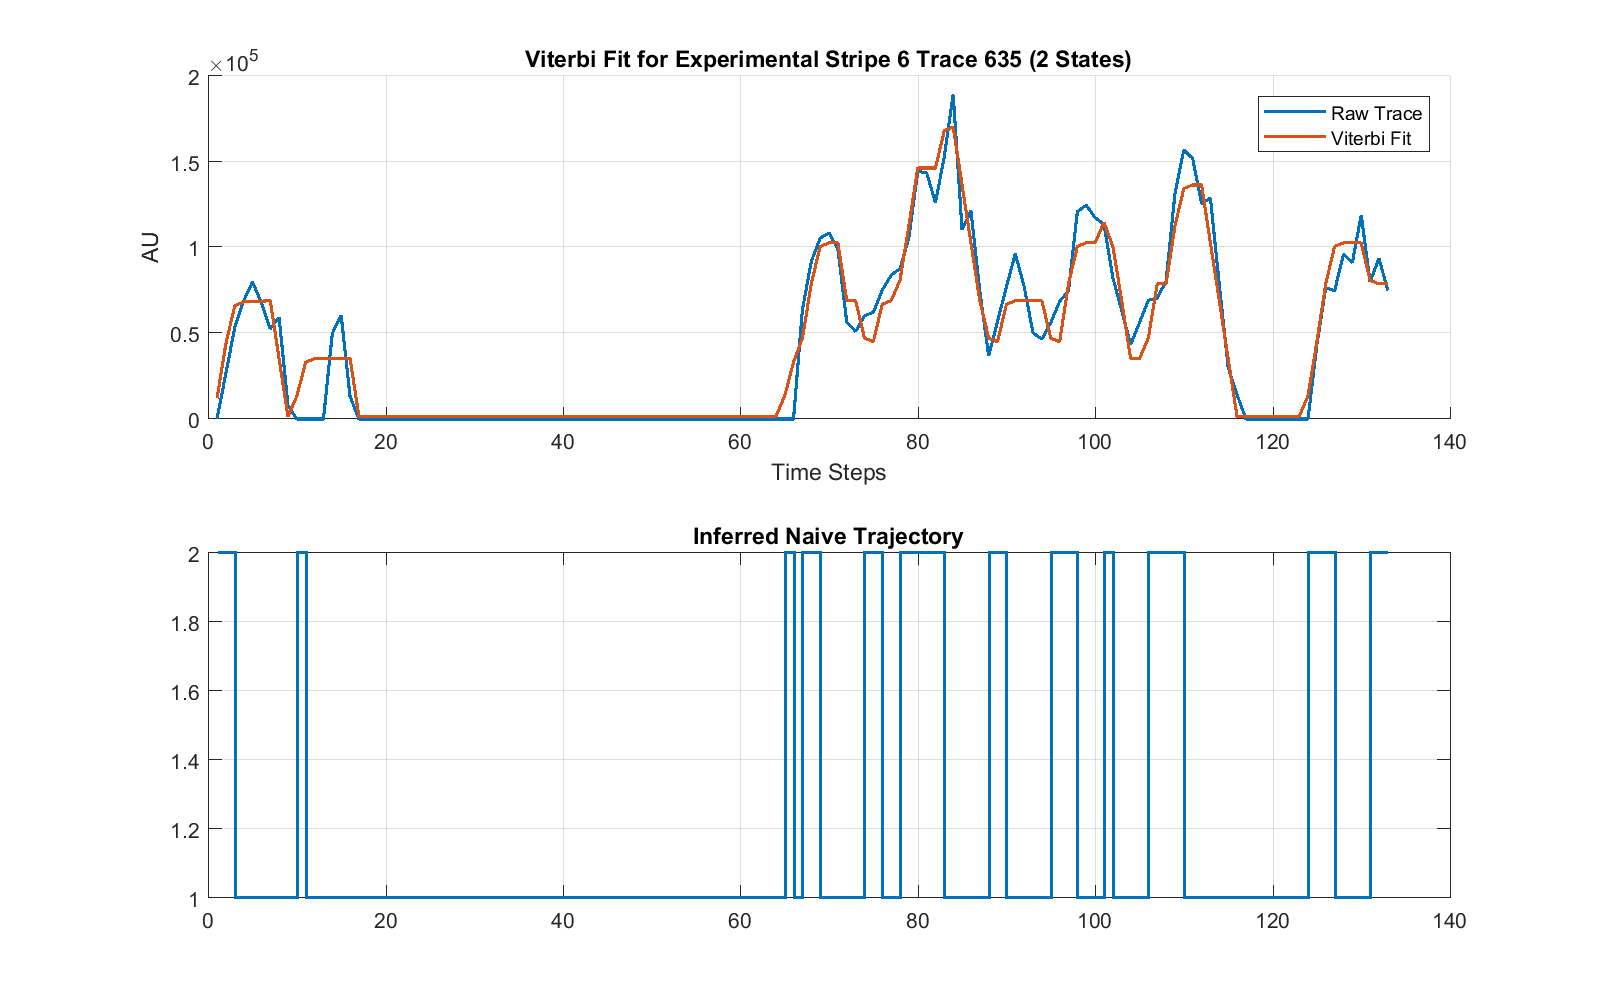 Viterbi Fit for Experimental Stripe 6 Trace 635 (2 States)
×10^5
2
1.5
1
0.5
0
AU
Raw Trace
Viterbi Fit
0 20 40 60 80 100 120 140
Time Steps
Inferred Naive Trajectory
2
1.8
1.6
1.4
1.2
1
0 20 40 60 80 100 120 140